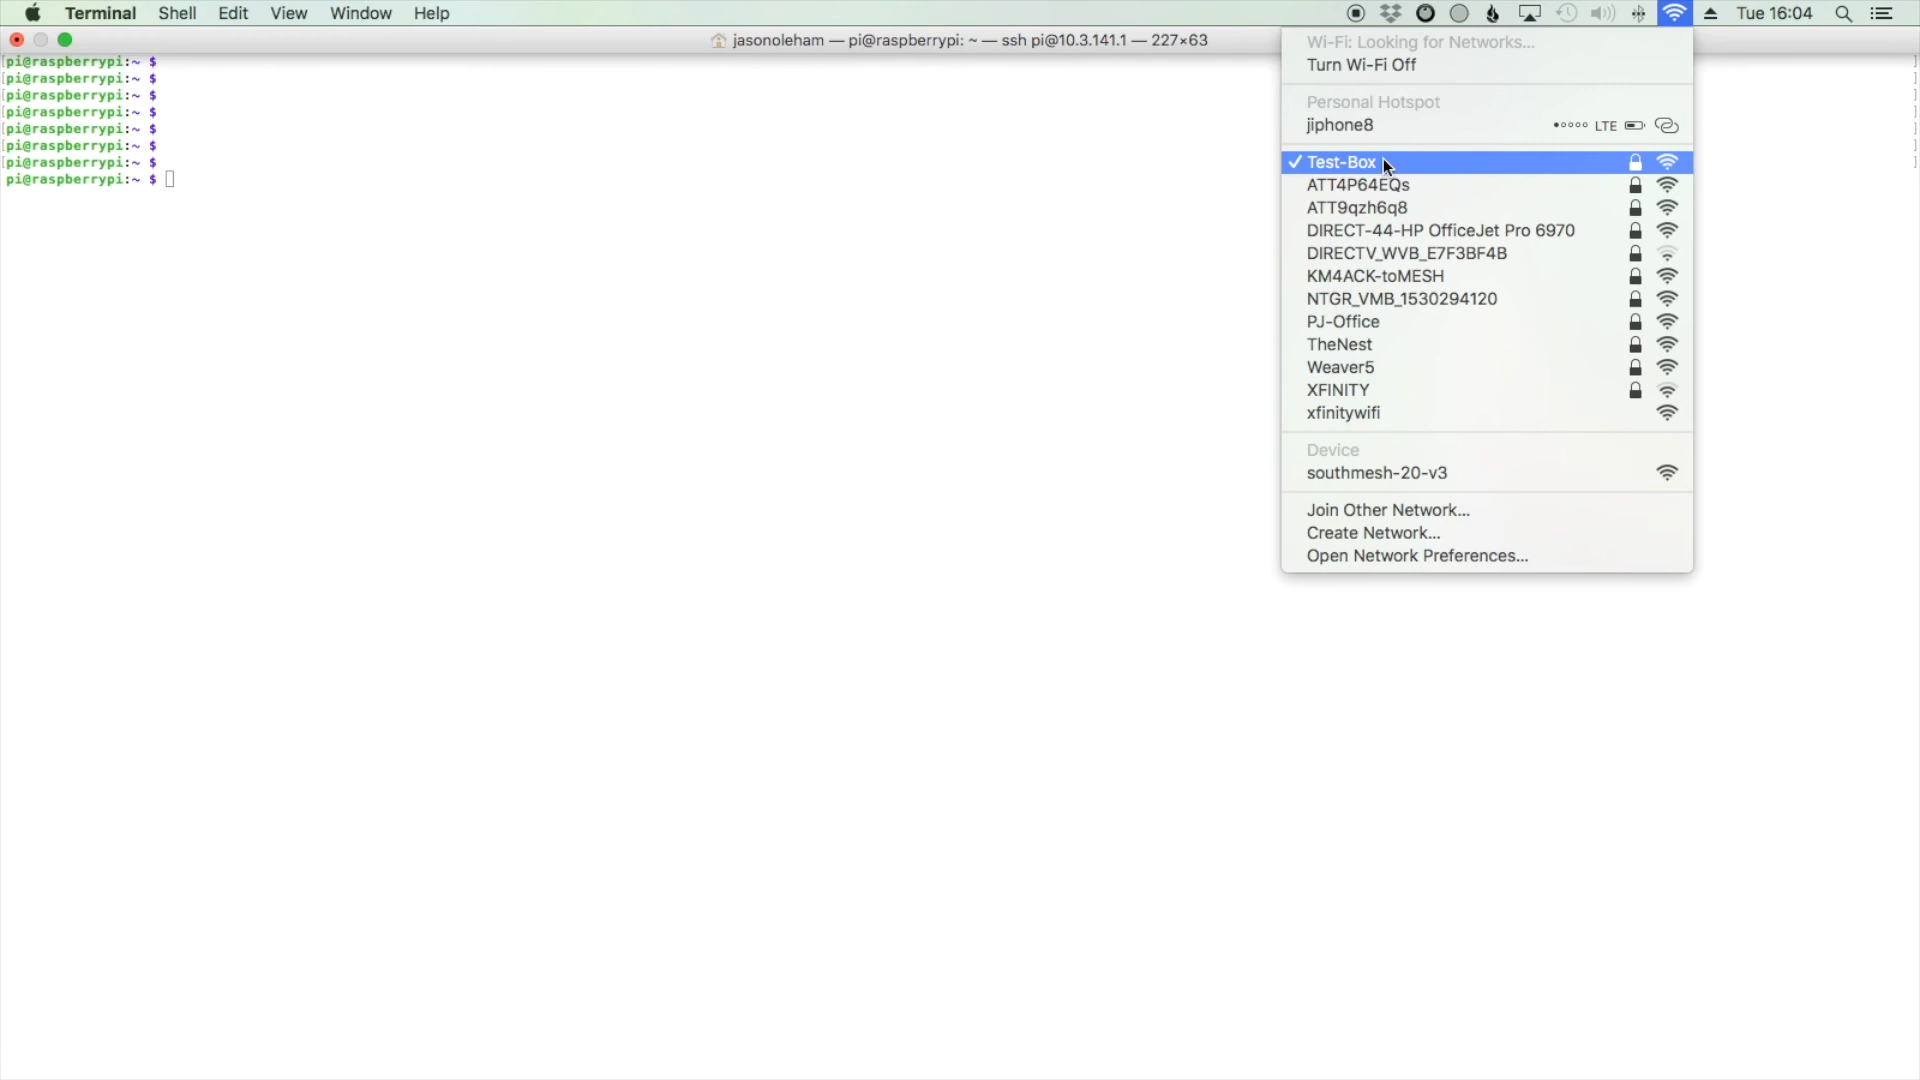 Terminal Shell Edit View Window Help Tue 16:04
jasonoleham — pi@raspberrypi: ~ — ssh pi@10.3.141.1 — 227×63
[pi@raspberrypi:~ $ ]
[pi@raspberrypi:~ $ ]
[pi@raspberrypi:~ $ ]
[pi@raspberrypi:~ $ ]
[pi@raspberrypi:~ $ ]
[pi@raspberrypi:~ $ ]
[pi@raspberrypi:~ $ ]
pi@raspberrypi:~ $
Wi-Fi: Looking for Networks...
Turn Wi-Fi Off
Personal Hotspot
jiphone8 LTE
✓ Test-Box
ATT4P64EQs
ATT9qzh6q8
DIRECT-44-HP OfficeJet Pro 6970
DIRECTV_WVB_E7F3BF4B
KM4ACK-toMESH
NTGR_VMB_1530294120
PJ-Office
TheNest
Weaver5
XFINITY
xfinitywifi
Device
southmesh-20-v3
Join Other Network...
Create Network...
Open Network Preferences...